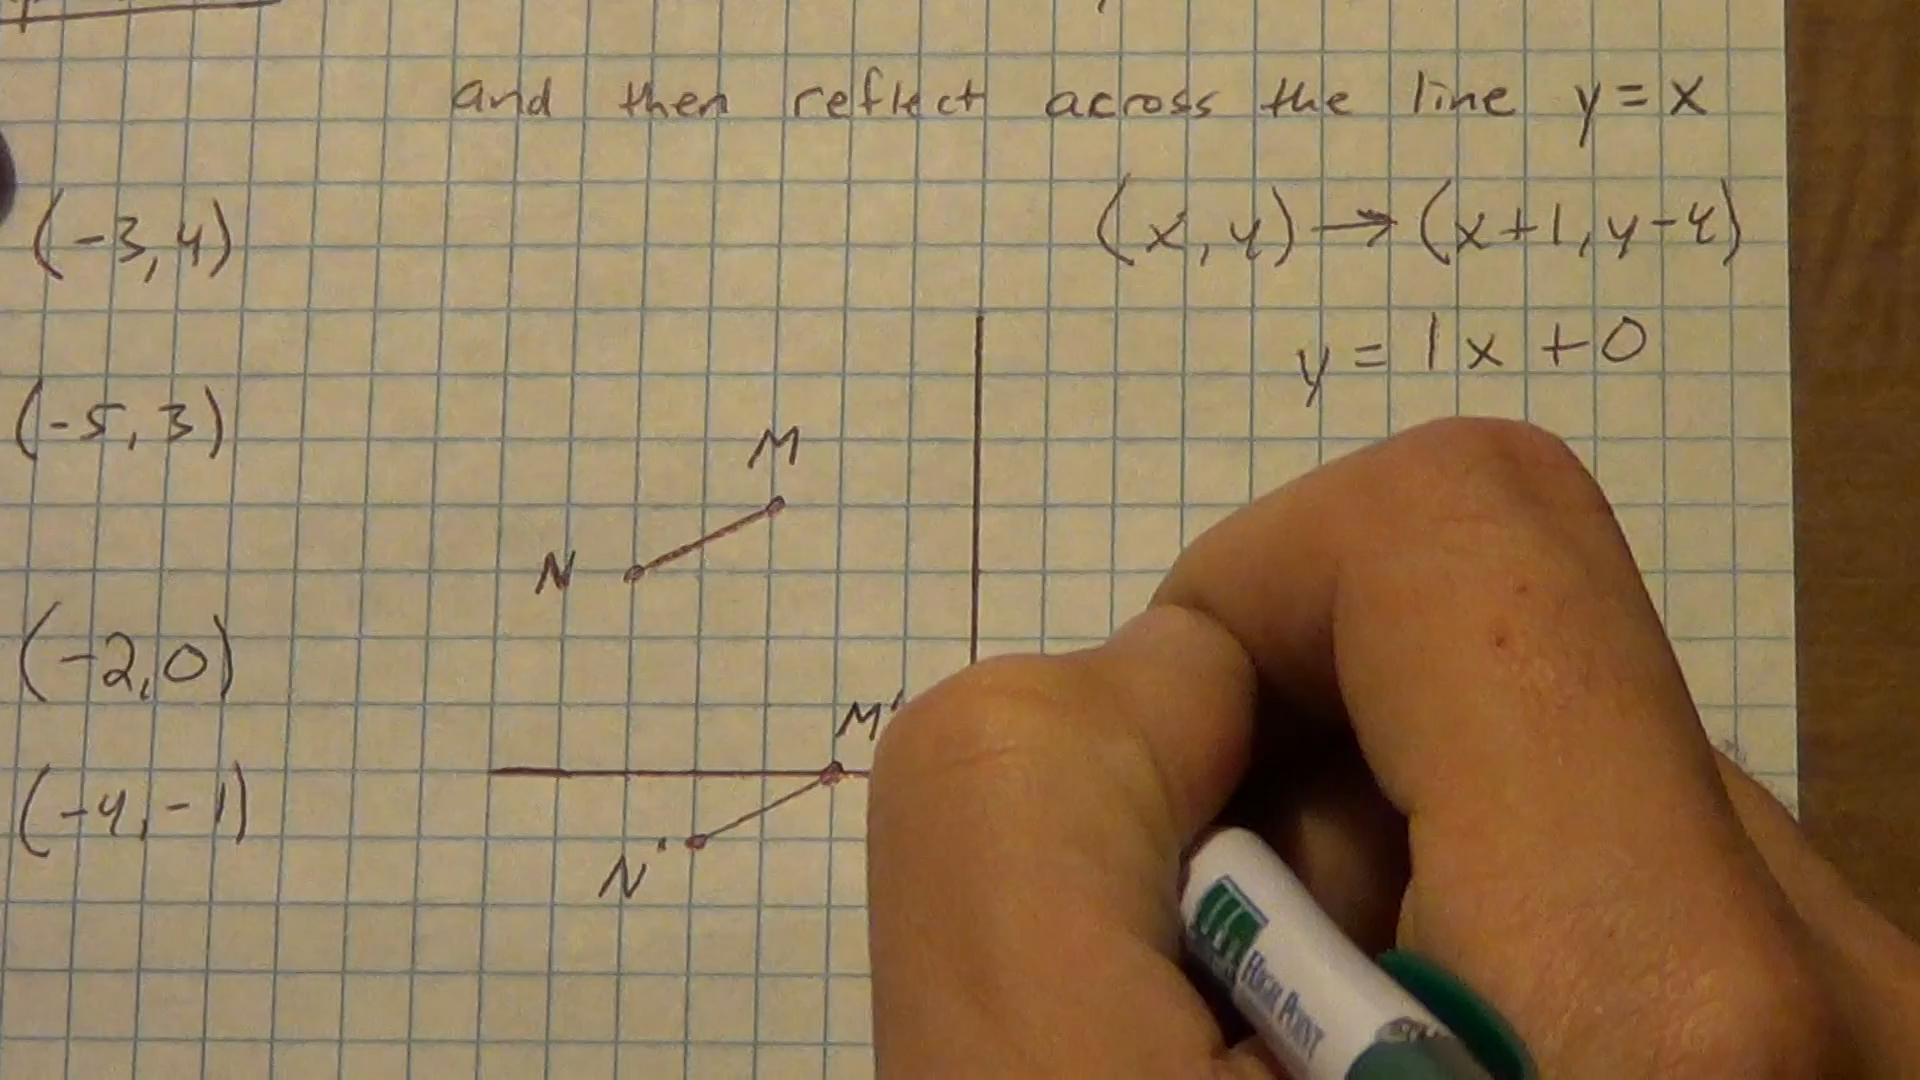 and then reflect across the line y = x
(-3,4)
(x,y) → (x+1, y-4)
y = 1x + 0
(-5,3)
M
N
(-2,0)
M'
(-4,-1)
N'
HIGH POINT